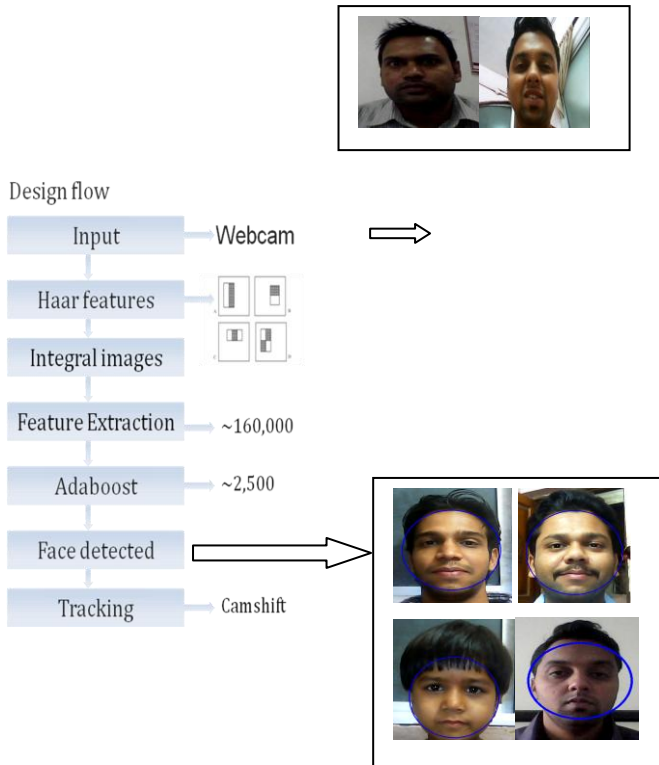 Design flow
Input
Webcam
Haar features
A
B
C
D
Integral images
Feature Extraction
~160,000
Adaboost
~2,500
Face detected
Tracking
Camshift